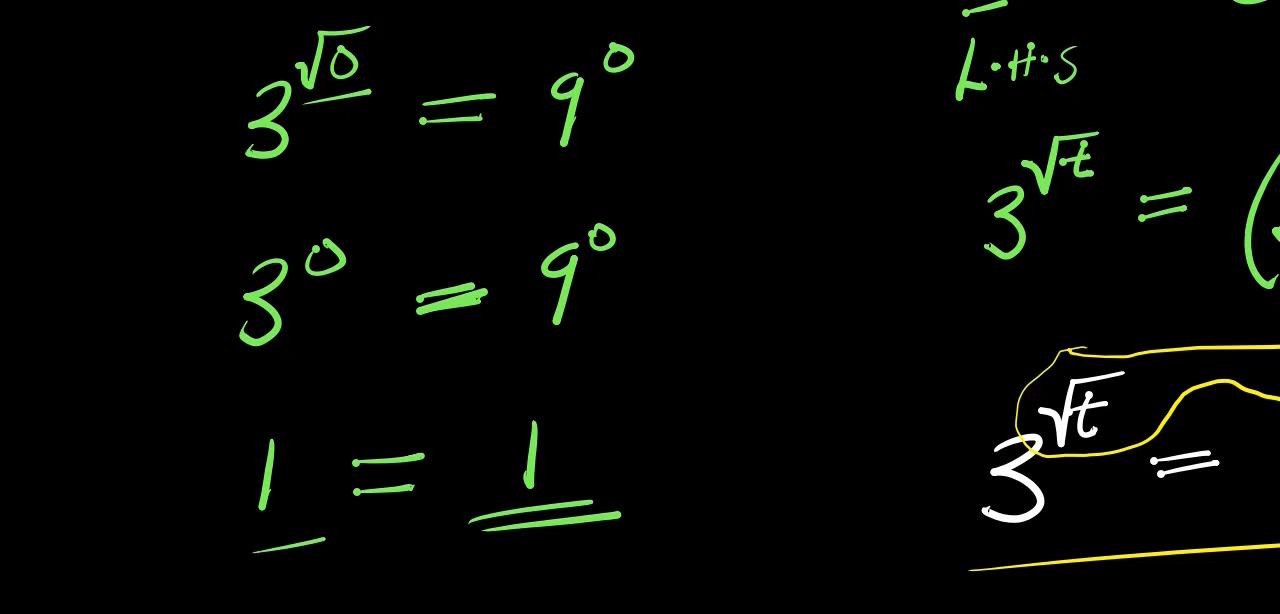 3^√0 = 9^0
3^0 = 9^0
1 = 1
L.H.S
3^√t = (
3^√t =